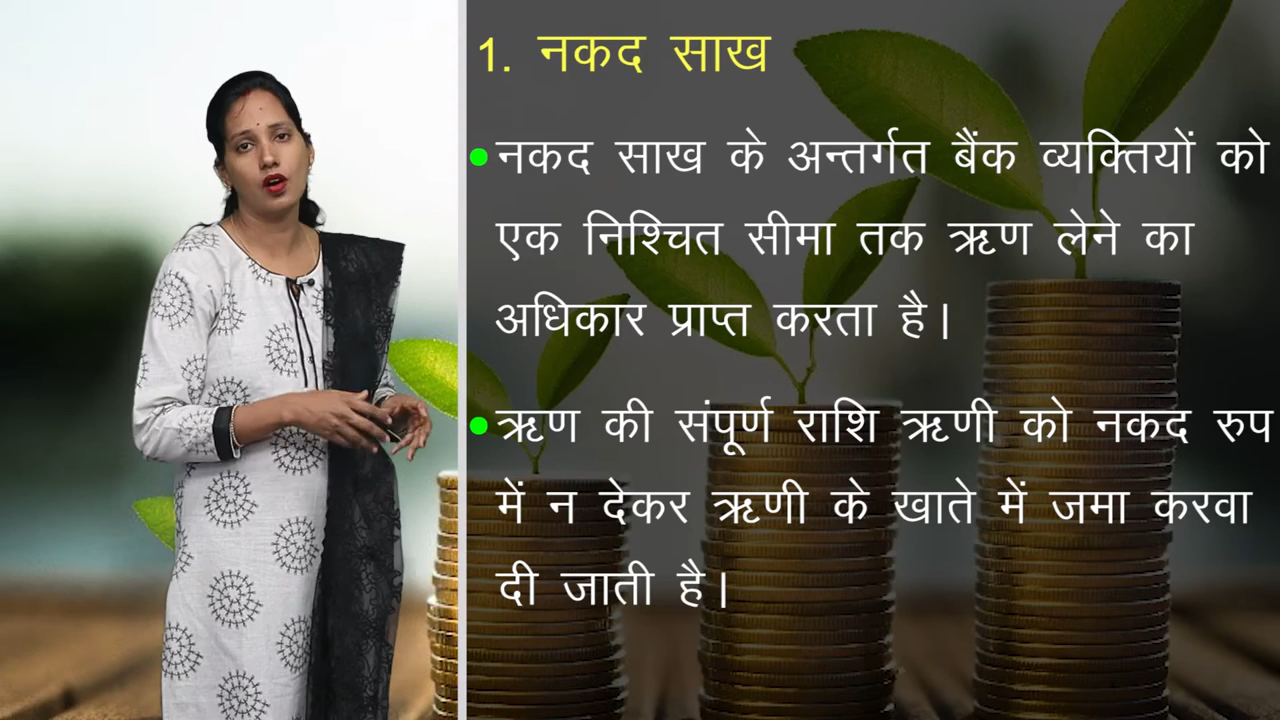 1. नकद साख
•नकद साख के अन्तर्गत बैंक व्यक्तियों को
एक निश्चित सीमा तक ऋण लेने का
अधिकार प्राप्त करता है।
•ऋण की संपूर्ण राशि ऋणी को नकद रुप
में न देकर ऋणी के खाते में जमा करवा
दी जाती है।